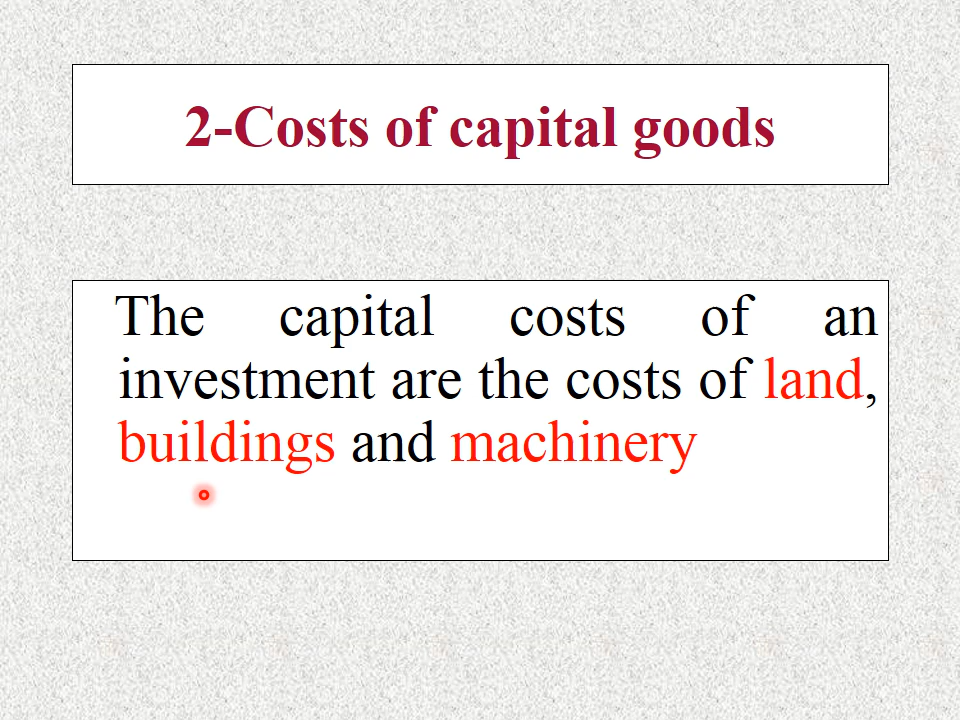 2-Costs of capital goods
The capital costs of an
investment are the costs of land,
buildings and machinery